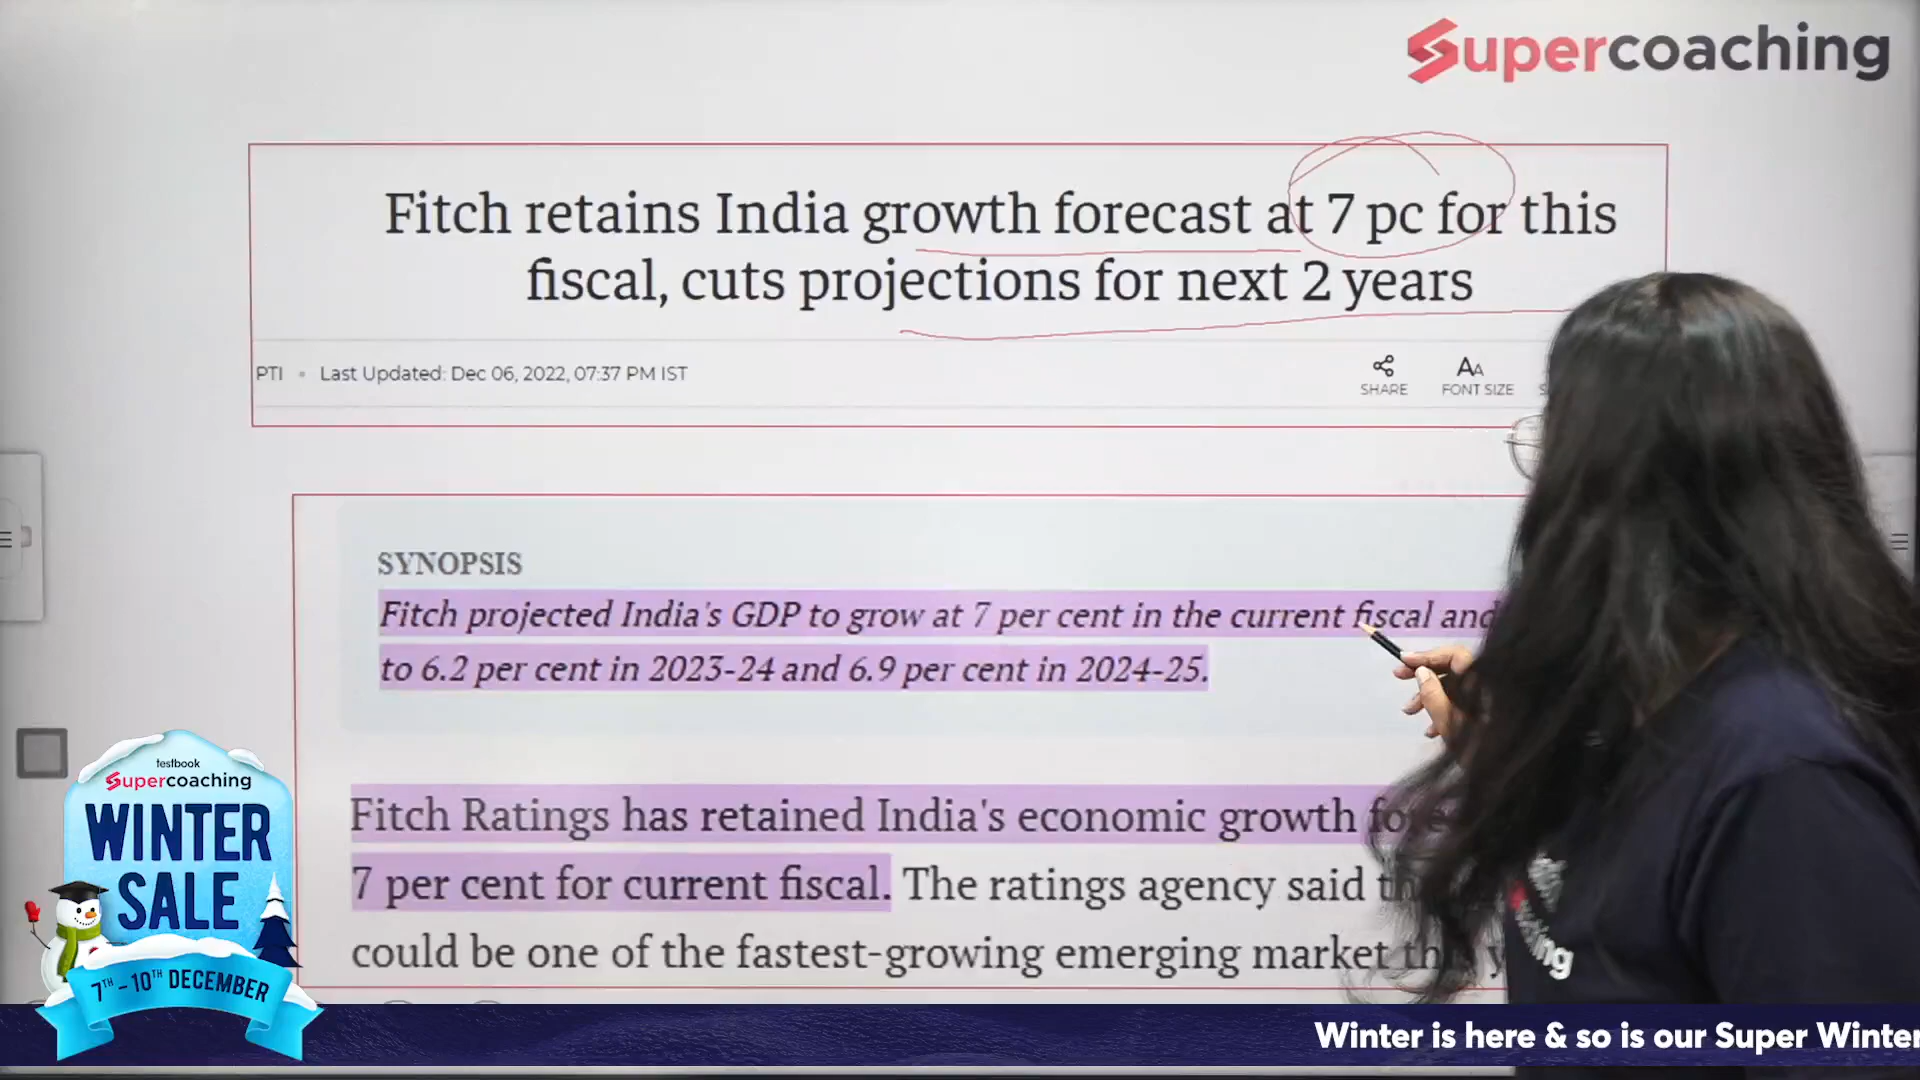 Supercoaching
Fitch retains India growth forecast at 7 pc for this
fiscal, cuts projections for next 2 years
PTI • Last Updated: Dec 06, 2022, 07:37 PM IST
SHARE
FONT SIZE
SYNOPSIS
Fitch projected India's GDP to grow at 7 per cent in the current fiscal and
to 6.2 per cent in 2023-24 and 6.9 per cent in 2024-25.
Fitch Ratings has retained India's economic growth
7 per cent for current fiscal. The ratings agency said
could be one of the fastest-growing emerging market
testbook
Supercoaching
WINTER
SALE
7TH - 10TH DECEMBER
Winter is here & so is our Super Winter